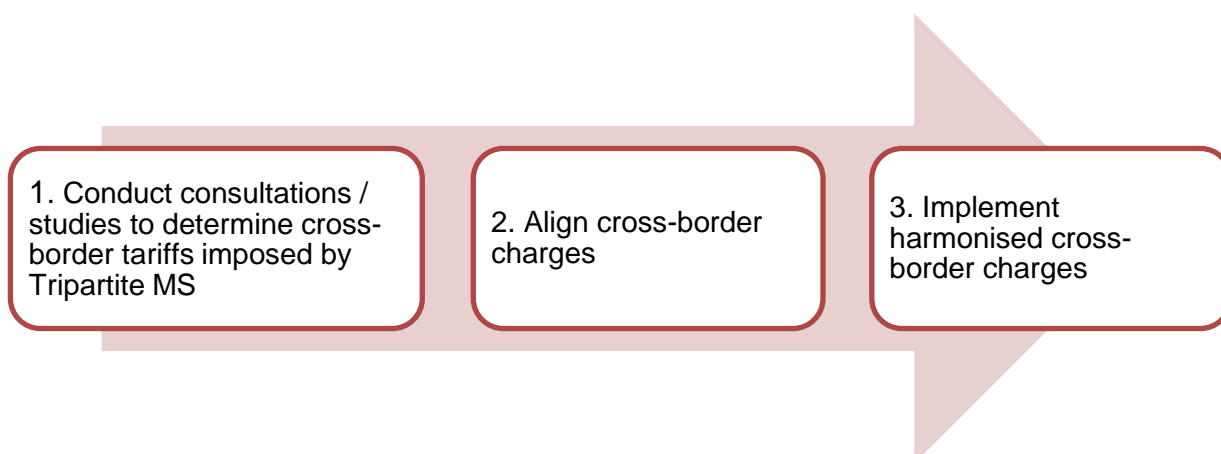 1. Conduct consultations /
studies to determine cross-
border tariffs imposed by
Tripartite MS
2. Align cross-border
charges
3. Implement
harmonised cross-
border charges